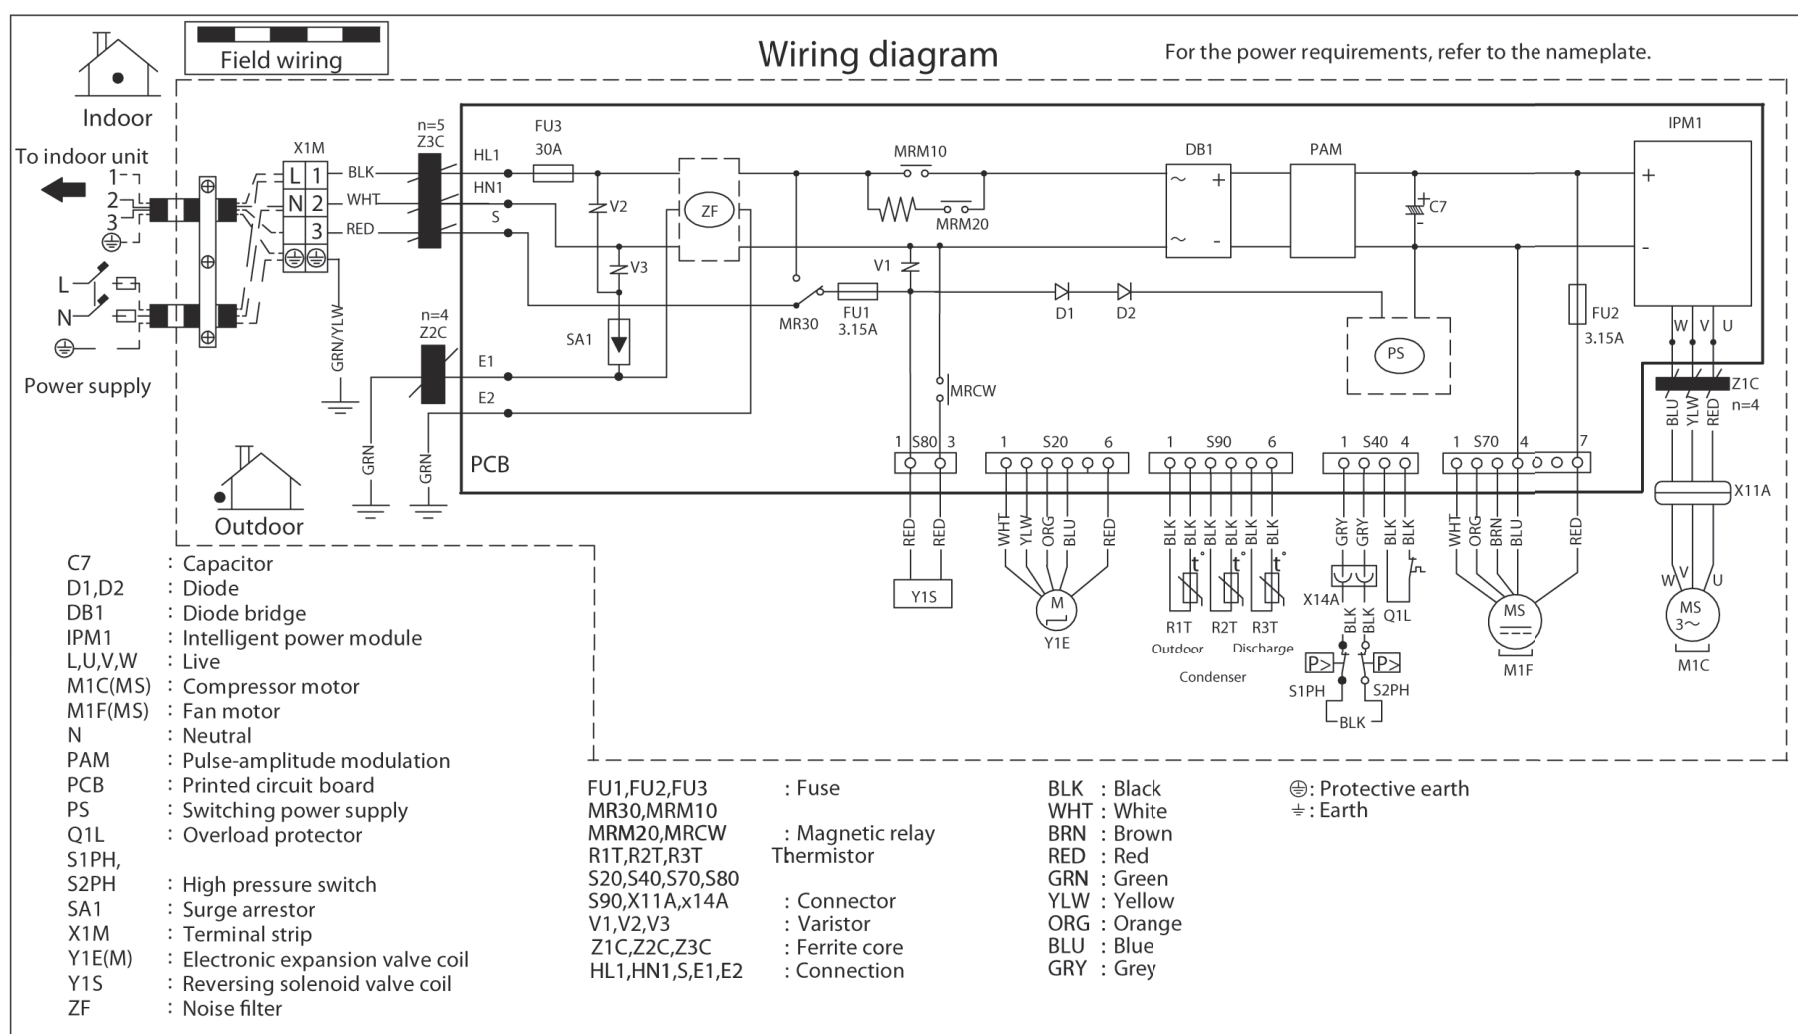 Field wiring
Wiring diagram
For the power requirements, refer to the nameplate.
Indoor
To indoor unit
1
2
3
L
N
Power supply
X1M
L 1
N 2
3
BLK
WHT
RED
GRN/YLW
n=5
Z3C
HL1
HN1
S
n=4
Z2C
E1
E2
GRN
GRN
PCB
FU3
30A
V2
V3
SA1
ZF
MRM10
MRM20
MR30
FU1
3.15A
V1
D1
D2
MRCW
DB1
~ +
~ -
PAM
+
C7
-
PS
FU2
3.15A
IPM1
+
-
W V U
Z1C
n=4
BLU YLW RED
X11A
W V U
MS
3~
M1C
1 S80 3
RED RED
Y1S
1 S20 6
WHT YLW ORG BLU RED
M
Y1E
1 S90 6
BLK BLK BLK BLK BLK BLK
t° t° t°
R1T R2T R3T
Outdoor Discharge
Condenser
1 S40 4
GRY GRY BLK BLK
X14A
Q1L
BLK BLK
P> P>
S1PH S2PH
BLK
1 S70 4 7
WHT ORG BRN BLU RED
MS
M1F
Outdoor
C7 : Capacitor
D1,D2 : Diode
DB1 : Diode bridge
IPM1 : Intelligent power module
L,U,V,W : Live
M1C(MS) : Compressor motor
M1F(MS) : Fan motor
N : Neutral
PAM : Pulse-amplitude modulation
PCB : Printed circuit board
PS : Switching power supply
Q1L : Overload protector
S1PH,
S2PH : High pressure switch
SA1 : Surge arrestor
X1M : Terminal strip
Y1E(M) : Electronic expansion valve coil
Y1S : Reversing solenoid valve coil
ZF : Noise filter
FU1,FU2,FU3 : Fuse
MR30,MRM10
MRM20,MRCW : Magnetic relay
R1T,R2T,R3T : Thermistor
S20,S40,S70,S80
S90,X11A,x14A : Connector
V1,V2,V3 : Varistor
Z1C,Z2C,Z3C : Ferrite core
HL1,HN1,S,E1,E2 : Connection
BLK : Black
WHT : White
BRN : Brown
RED : Red
GRN : Green
YLW : Yellow
ORG : Orange
BLU : Blue
GRY : Grey
: Protective earth
: Earth